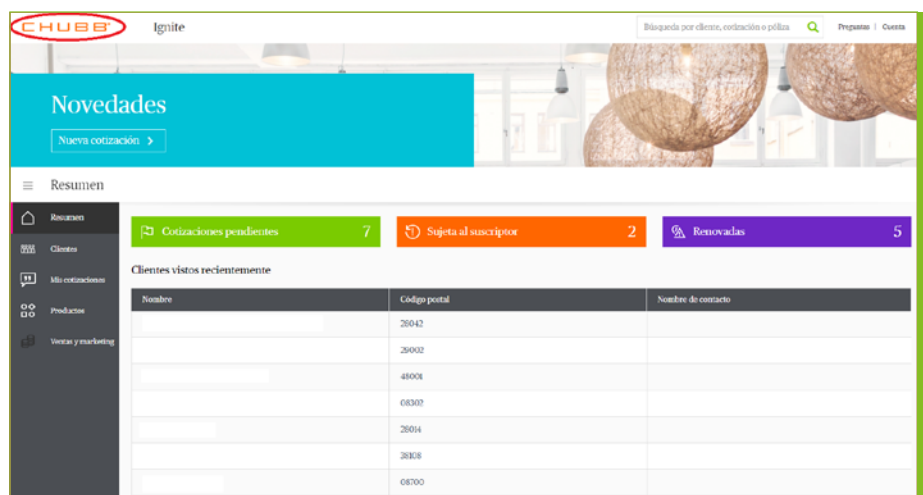 CHUBB®
Ignite
Búsqueda por cliente, cotización o póliza
Preguntas | Cuenta
Novedades
Nueva cotización >
Resumen
Resumen
Clientes
Mis cotizaciones
Productos
Ventas y marketing
Cotizaciones pendientes 7
Sujeta al suscriptor 2
Renovadas 5
Clientes vistos recientemente
Nombre Código postal Nombre de contacto
28042
29002
48001
08302
28014
38108
08700